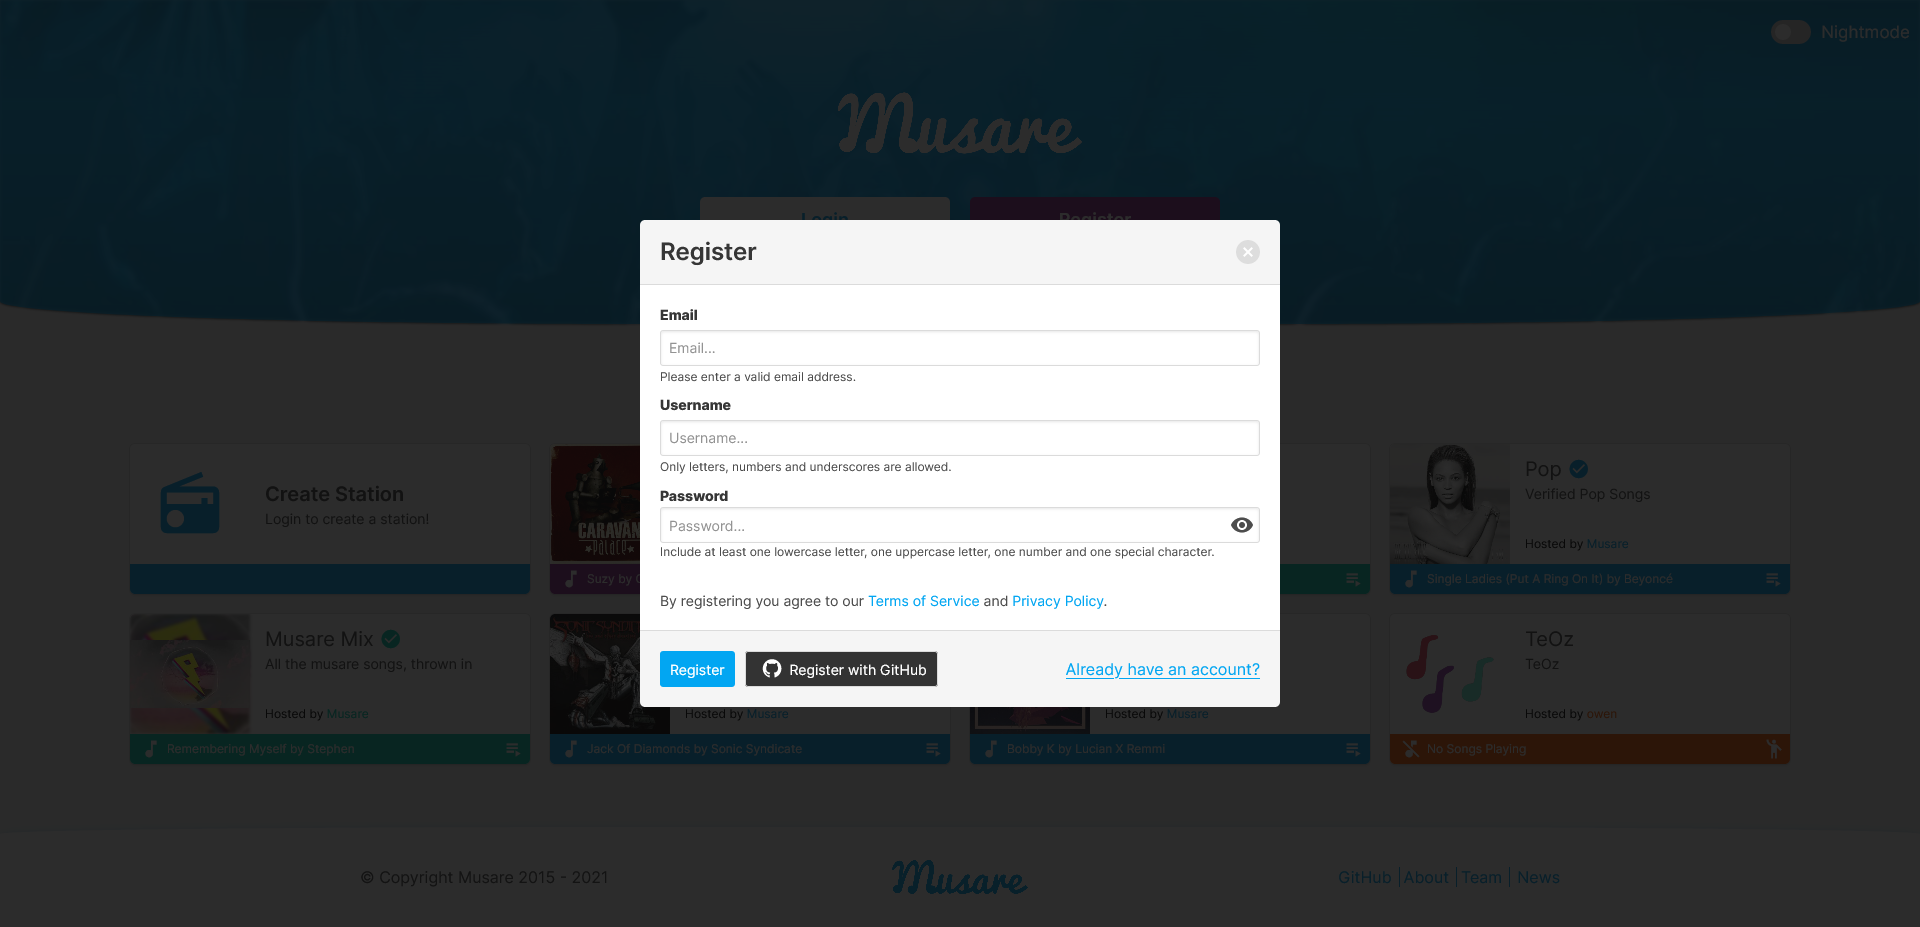 Nightmode
Musare
Login
Register
Register
Email
Email...
Please enter a valid email address.
Username
Username...
Only letters, numbers and underscores are allowed.
Password
Password...
Include at least one lowercase letter, one uppercase letter, one number and one special character.
By registering you agree to our Terms of Service and Privacy Policy.
Register
Register with GitHub
Already have an account?
Create Station
Login to create a station!
CARAVAN
Palace
Suzy by
Pop
Verified Pop Songs
Hosted by Musare
Single Ladies (Put A Ring On It) by Beyoncé
Musare Mix
All the musare songs, thrown in
Hosted by Musare
Remembering Myself by Stephen
Hosted by Musare
Jack Of Diamonds by Sonic Syndicate
Hosted by Musare
Bobby K by Lucian X Remmi
TeOz
TeOz
Hosted by owen
No Songs Playing
© Copyright Musare 2015 - 2021
Musare
GitHub
About
Team
News